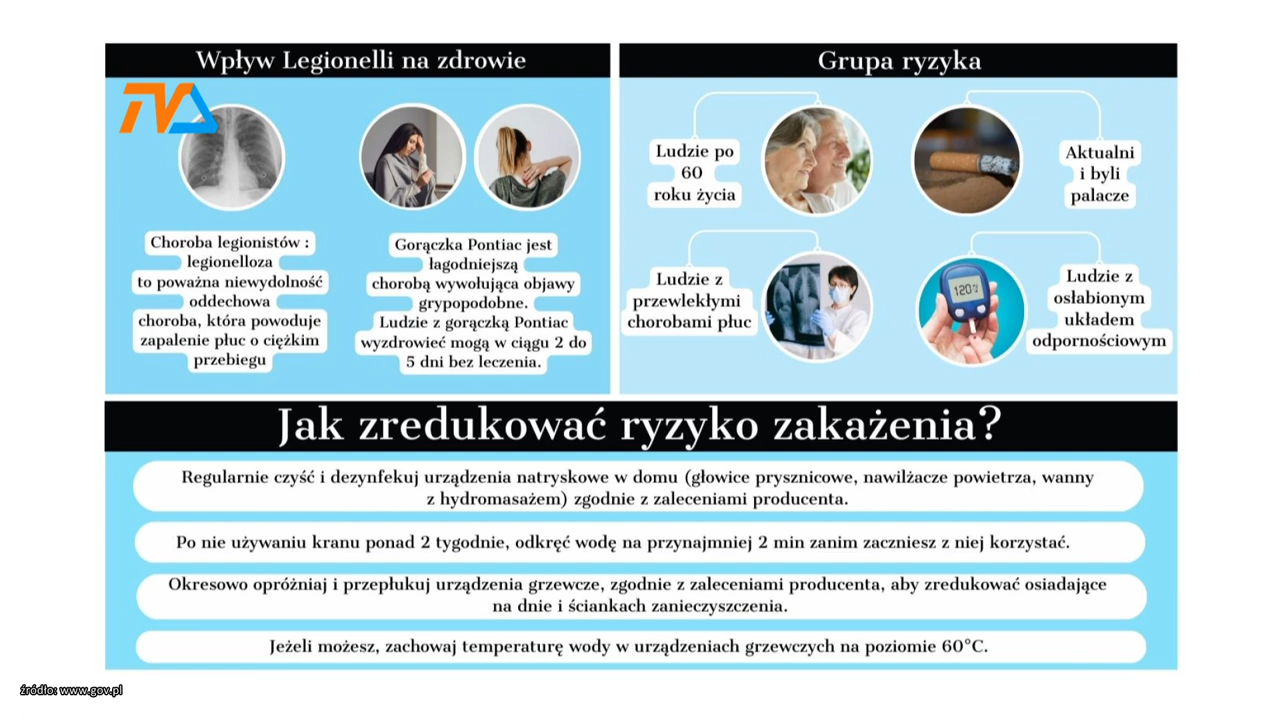 Wpływ Legionelli na zdrowie
TVA
Choroba legionistów :
legionelloza
to poważna niewydolność
oddechowa
choroba, która powoduje
zapalenie płuc o ciężkim
przebiegu
Gorączka Pontiac jest
łagodniejszą
chorobą wywołująca objawy
grypopodobne.
Ludzie z gorączką Pontiac
wyzdrowieć mogą w ciągu 2 do
5 dni bez leczenia.
Grupa ryzyka
Ludzie po
60
roku życia
Aktualni
i byli
palacze
Ludzie z
przewlekłymi
chorobami płuc
120
Ludzie z
osłabionym
układem
odpornościowym
Jak zredukować ryzyko zakażenia?
Regularnie czyść i dezynfekuj urządzenia natryskowe w domu (głowice prysznicowe, nawilżacze powietrza, wanny
z hydromasażem) zgodnie z zaleceniami producenta.
Po nie używaniu kranu ponad 2 tygodnie, odkręć wodę na przynajmniej 2 min zanim zaczniesz z niej korzystać.
Okresowo opróżniaj i przepłukuj urządzenia grzewcze, zgodnie z zaleceniami producenta, aby zredukować osiadające
na dnie i ściankach zanieczyszczenia.
Jeżeli możesz, zachowaj temperaturę wody w urządzeniach grzewczych na poziomie 60°C.
źródło: www.gov.pl